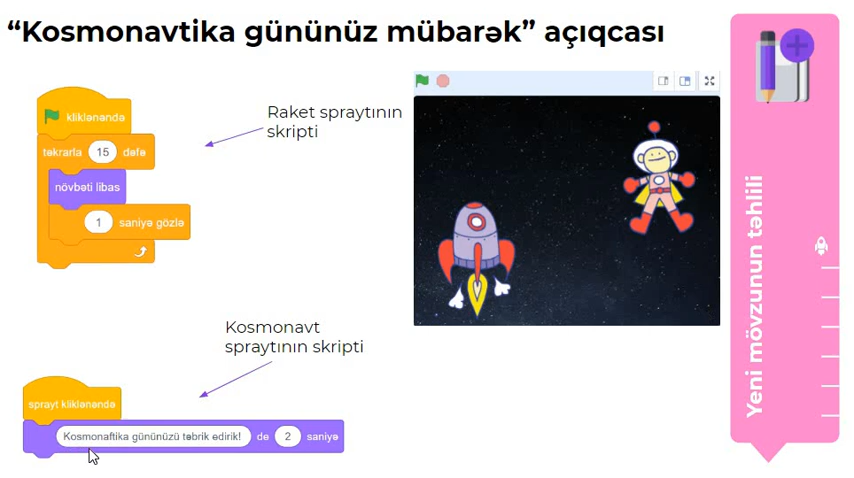 “Kosmonavtika gününüz mübarək” açıqcası
kliklənəndə
təkrarla 15 dəfə
növbəti libas
1 saniyə gözlə
Raket spraytının
skripti
Kosmonavt
spraytının skripti
sprayt kliklənəndə
Kosmonaftika gününüzü təbrik edirik! de 2 saniyə
Yeni mövzunun təhlili